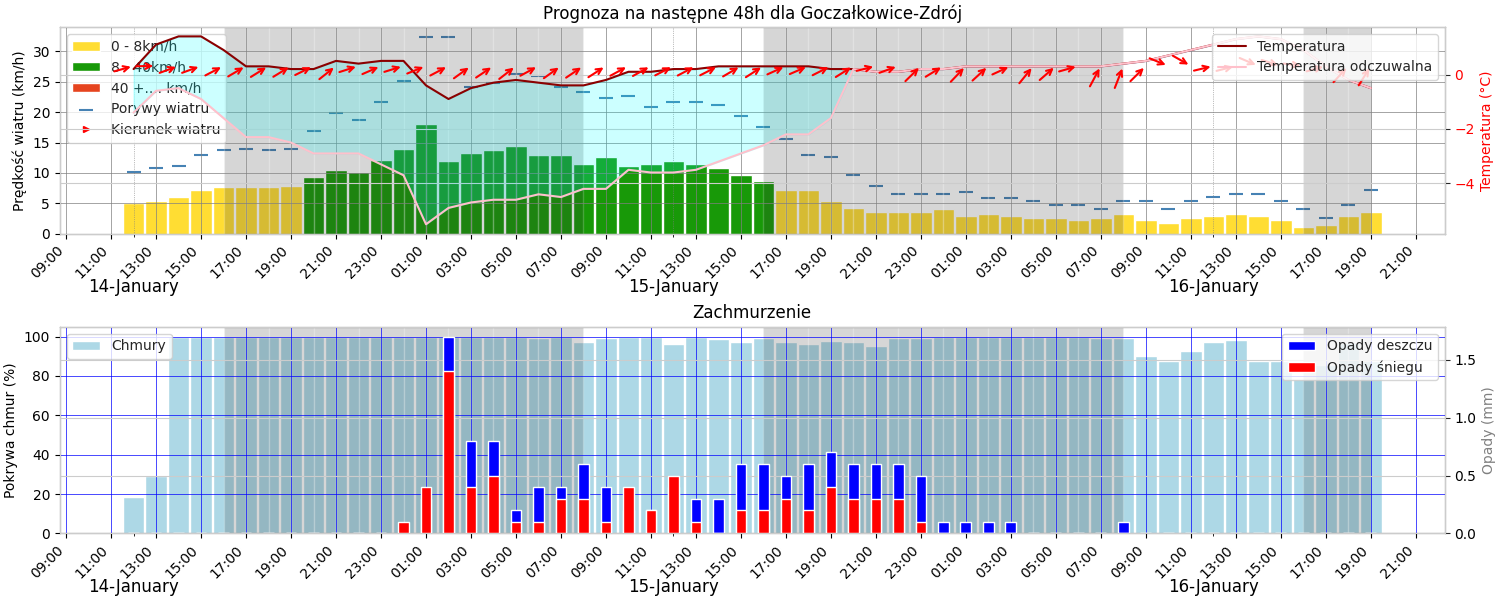 Prognoza na następne 48h dla Goczałkowice-Zdrój
Prędkość wiatru (km/h)
30
25
20
15
10
5
0
0 - 8km/h
8 - 40km/h
40 +.... km/h
Porywy wiatru
Kierunek wiatru
Temperatura
Temperatura odczuwalna
0
−2
−4
Temperatura (°C)
09:00 11:00 13:00 15:00 17:00 19:00 21:00 23:00 01:00 03:00 05:00 07:00 09:00 11:00 13:00 15:00 17:00 19:00 21:00 23:00 01:00 03:00 05:00 07:00 09:00 11:00 13:00 15:00 17:00 19:00 21:00
14-January 15-January 16-January
Zachmurzenie
Pokrywa chmur (%)
100
80
60
40
20
0
Chmury
Opady deszczu
Opady śniegu
1.5
1.0
0.5
0.0
Opady (mm)
09:00 11:00 13:00 15:00 17:00 19:00 21:00 23:00 01:00 03:00 05:00 07:00 09:00 11:00 13:00 15:00 17:00 19:00 21:00 23:00 01:00 03:00 05:00 07:00 09:00 11:00 13:00 15:00 17:00 19:00 21:00
14-January 15-January 16-January